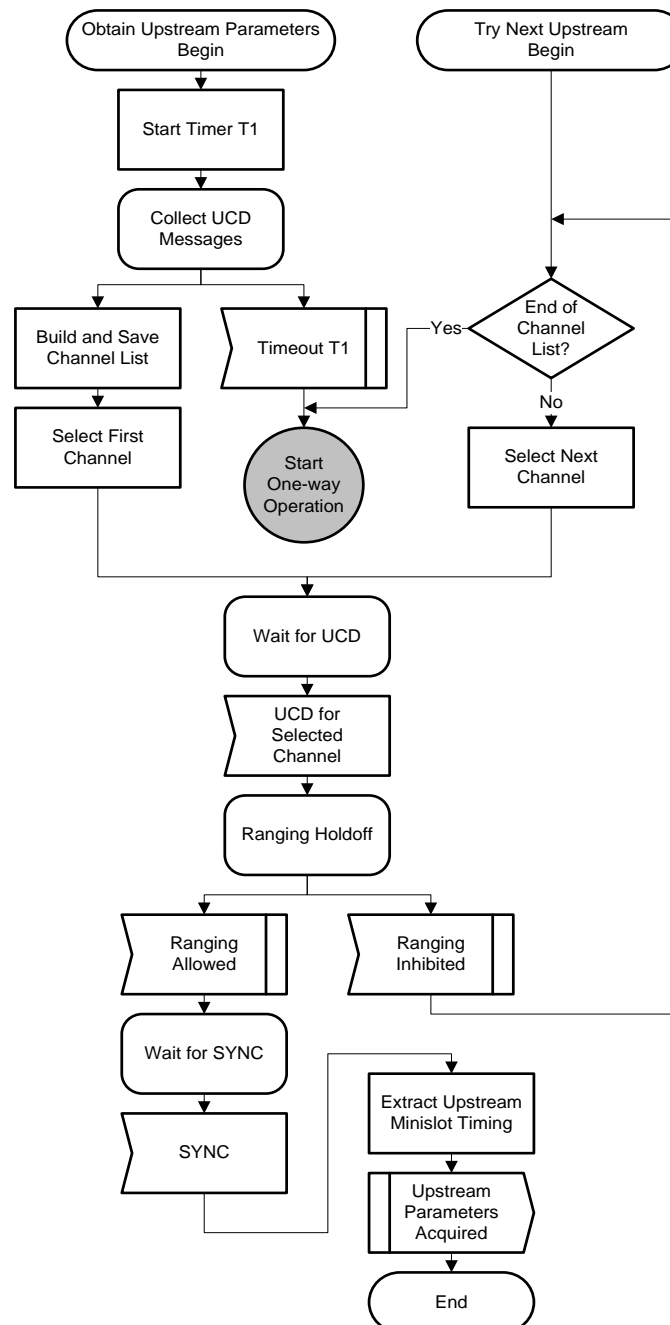 Obtain Upstream Parameters
Begin
Try Next Upstream
Begin
Start Timer T1
Collect UCD
Messages
Build and Save
Channel List
Timeout T1
Yes
End of
Channel
List?
No
Select First
Channel
Start
One-way
Operation
Select Next
Channel
Wait for UCD
UCD for
Selected
Channel
Ranging Holdoff
Ranging
Allowed
Ranging
Inhibited
Wait for SYNC
SYNC
Extract Upstream
Minislot Timing
Upstream
Parameters
Acquired
End